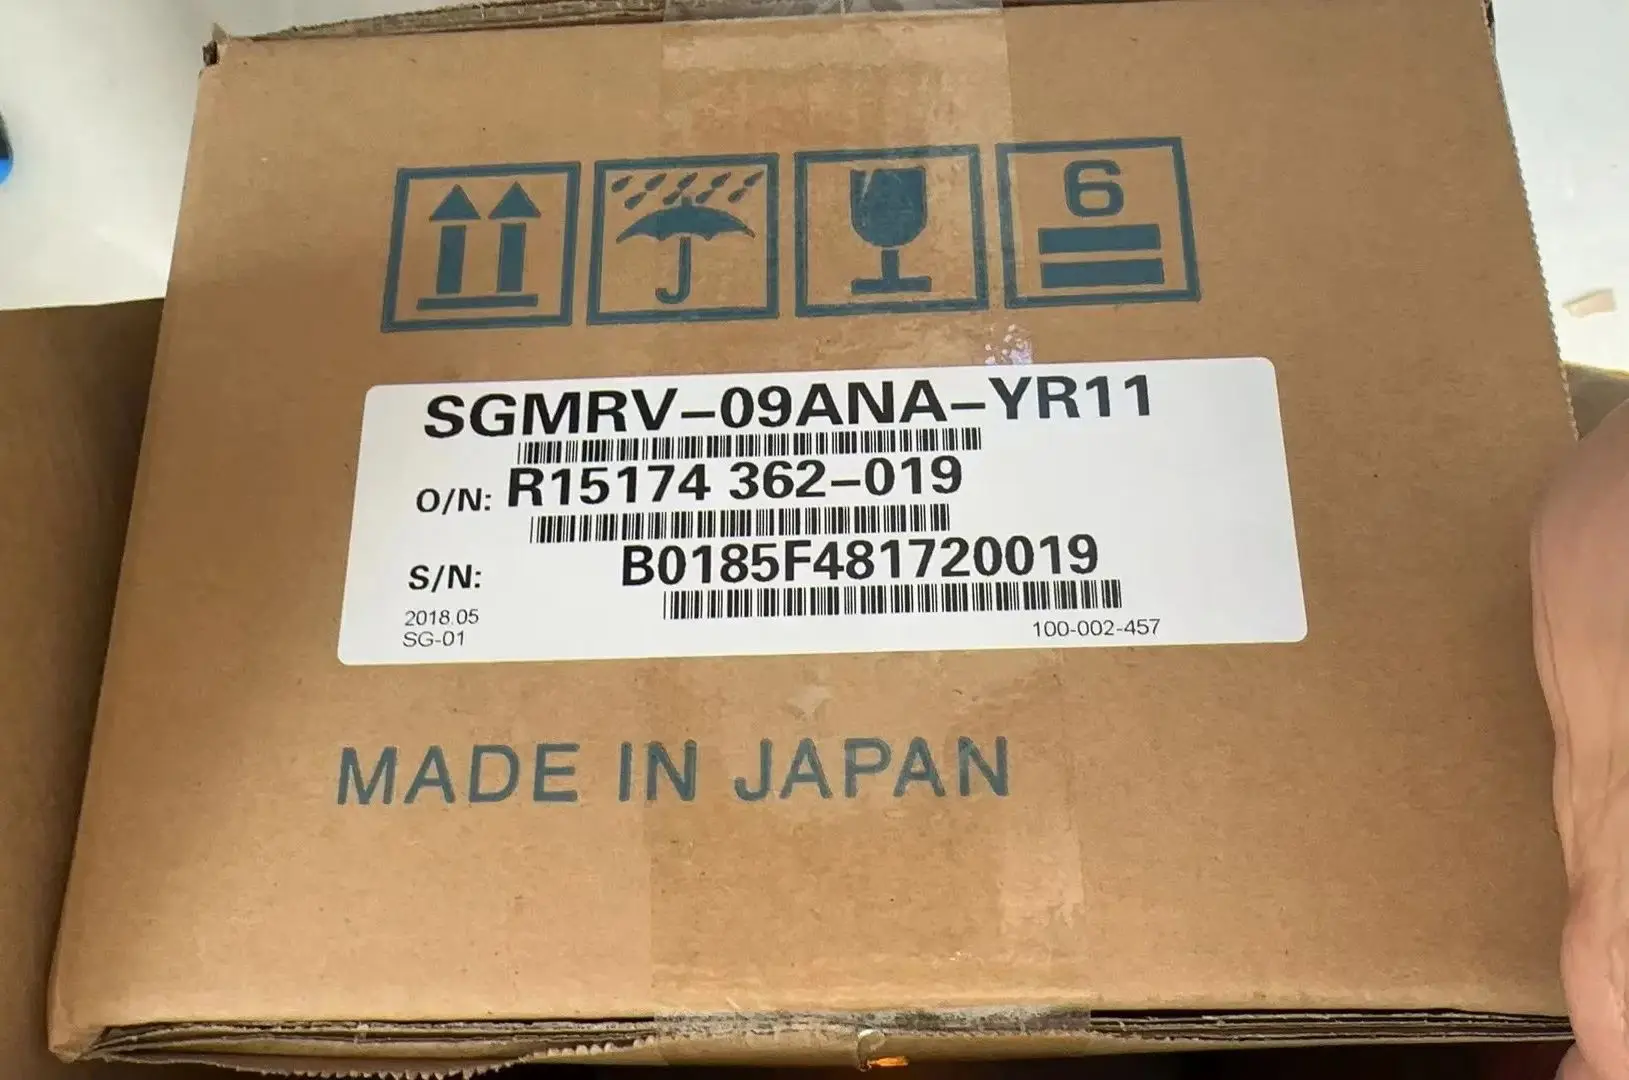 6
SGMRV-09ANA-YR11
O/N: R15174 362-019
S/N: B0185F481720019
2018.05
SG-01
100-002-457
MADE IN JAPAN